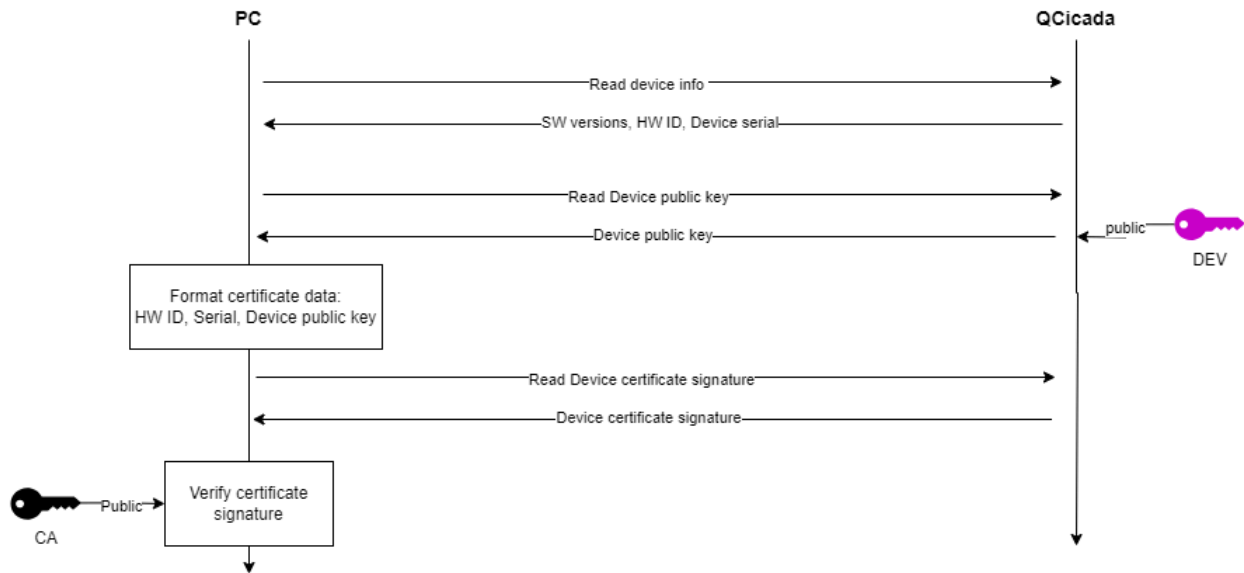 PC
QCicada
Read device info
SW versions, HW ID, Device serial
Read Device public key
Device public key
public
DEV
Format certificate data:
HW ID, Serial, Device public key
Read Device certificate signature
Device certificate signature
Verify certificate
signature
Public
CA